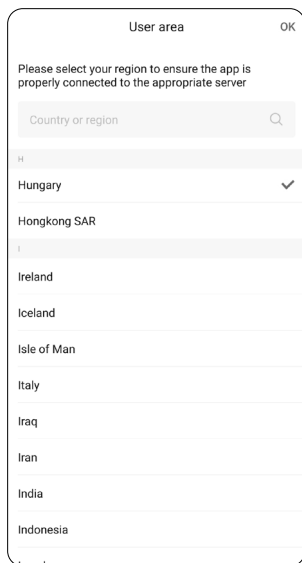 User area
OK
Please select your region to ensure the app is
properly connected to the appropriate server
Country or region
H
Hungary
Hongkong SAR
I
Ireland
Iceland
Isle of Man
Italy
Iraq
Iran
India
Indonesia